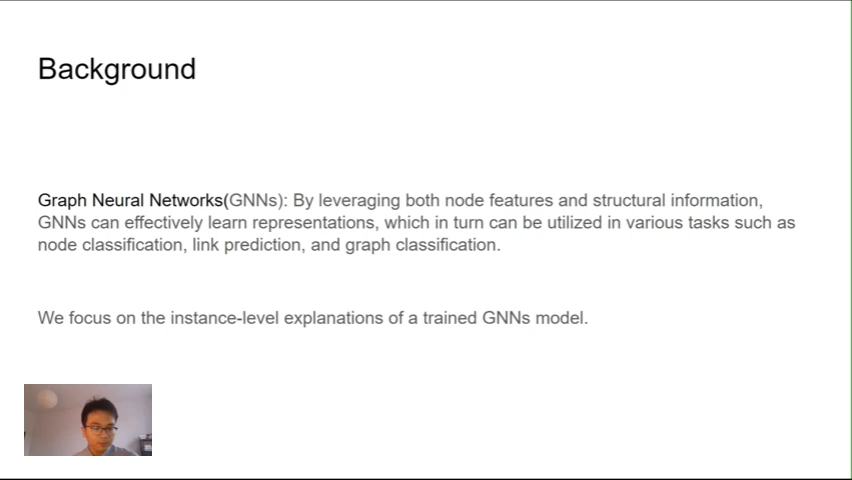 Background
Graph Neural Networks(GNNs): By leveraging both node features and structural information,
GNNs can effectively learn representations, which in turn can be utilized in various tasks such as
node classification, link prediction, and graph classification.
We focus on the instance-level explanations of a trained GNNs model.